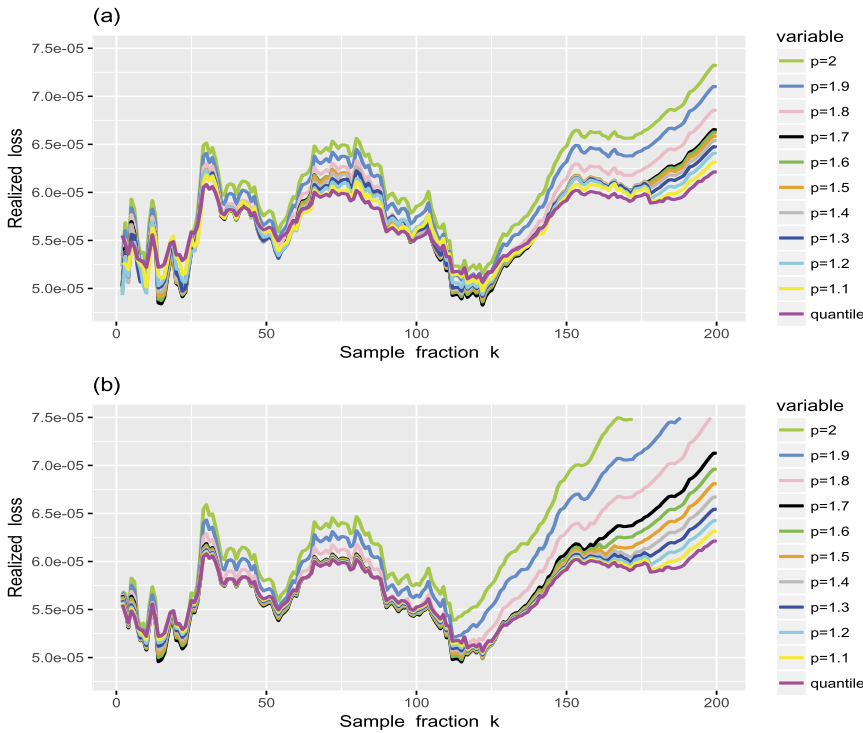 (a)
7.5e-05
7.0e-05
6.5e-05
6.0e-05
5.5e-05
5.0e-05
Realized loss
0 50 100 150 200
Sample fraction k
variable
p=2
p=1.9
p=1.8
p=1.7
p=1.6
p=1.5
p=1.4
p=1.3
p=1.2
p=1.1
quantile
(b)
7.5e-05
7.0e-05
6.5e-05
6.0e-05
5.5e-05
5.0e-05
Realized loss
0 50 100 150 200
Sample fraction k
variable
p=2
p=1.9
p=1.8
p=1.7
p=1.6
p=1.5
p=1.4
p=1.3
p=1.2
p=1.1
quantile